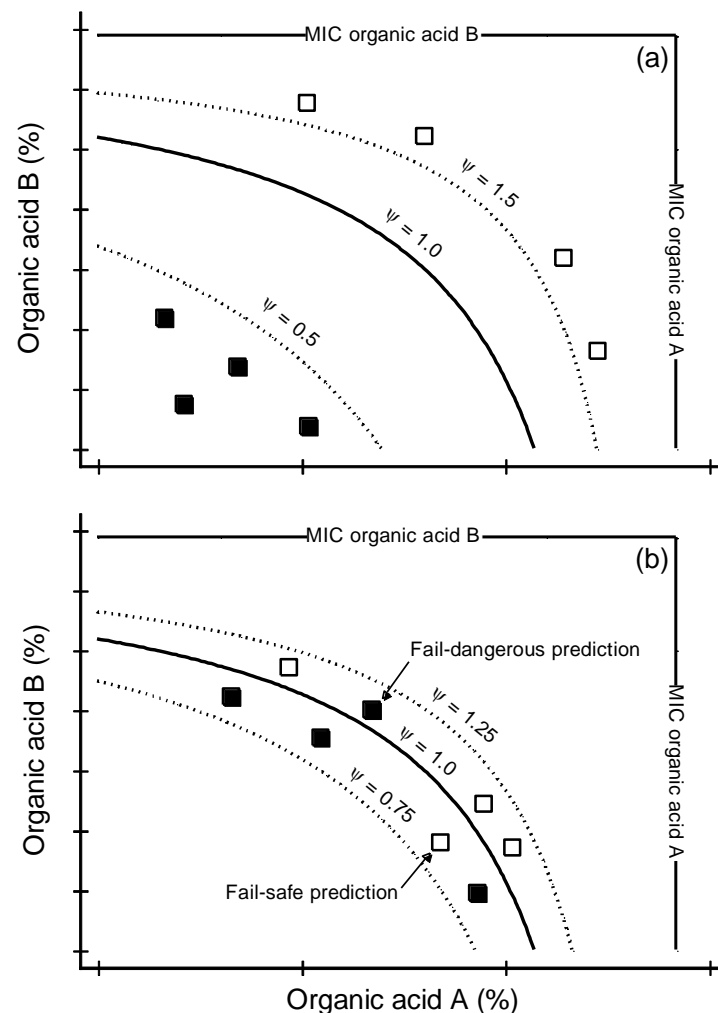 MIC organic acid B
(a)
Organic acid B (%)
MIC organic acid A
ψ = 1.5
ψ = 1.0
ψ = 0.5
MIC organic acid B
(b)
Organic acid B (%)
MIC organic acid A
Fail-dangerous prediction
ψ = 1.25
ψ = 1.0
ψ = 0.75
Fail-safe prediction
Organic acid A (%)